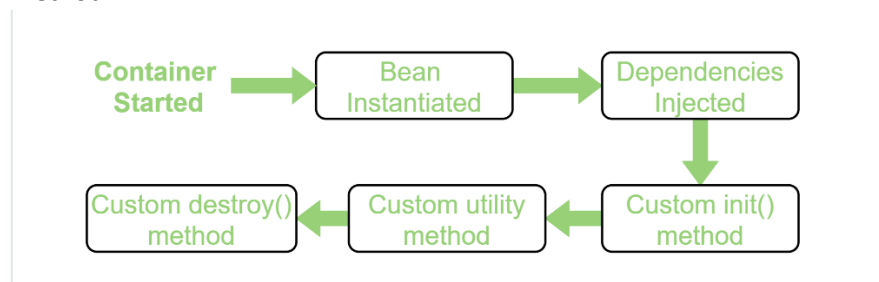 Container
Started
Bean
Instantiated
Dependencies
Injected
Custom init()
method
Custom utility
method
Custom destroy()
method